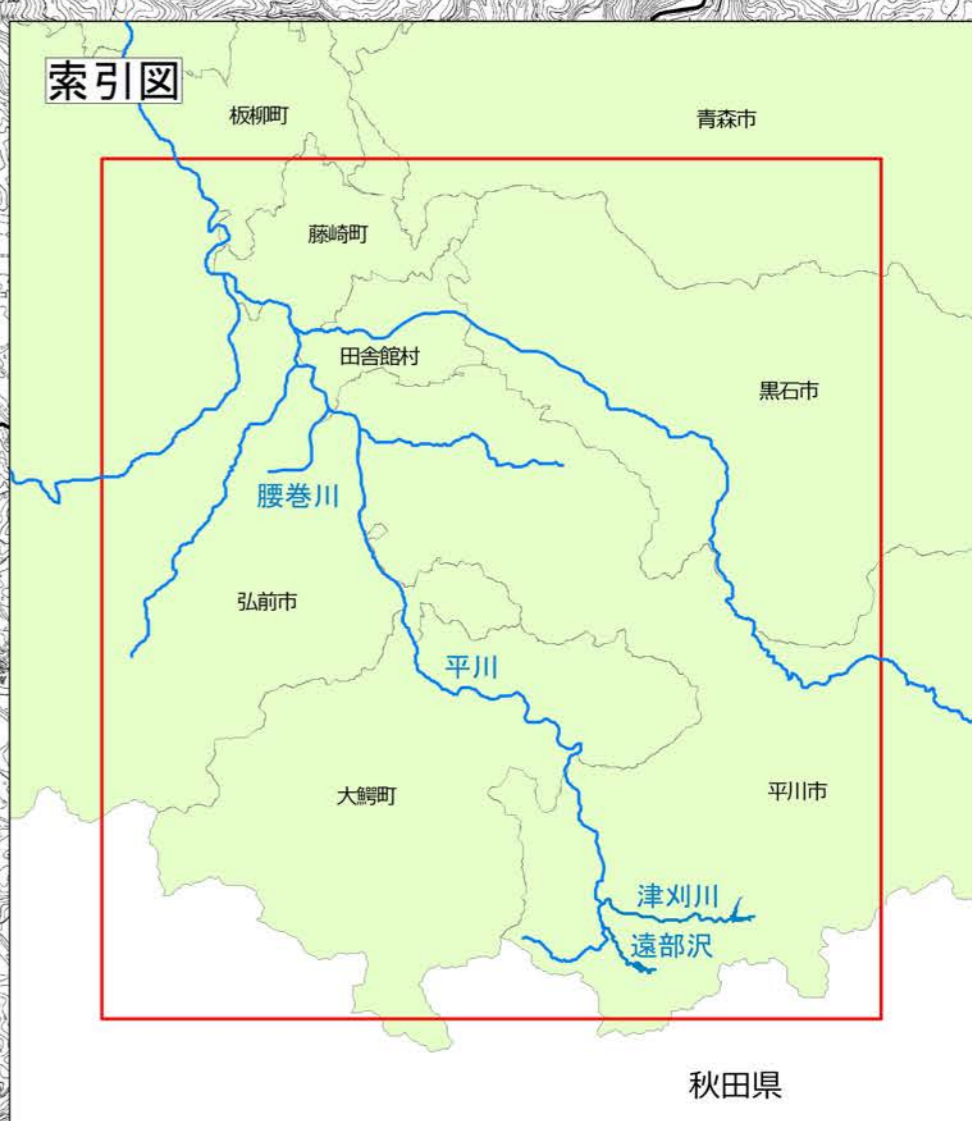 索引図
板柳町
青森市
藤崎町
田舎館村
黒石市
腰巻川
弘前市
平川
大鰐町
平川市
津刈川
遠部沢
秋田県